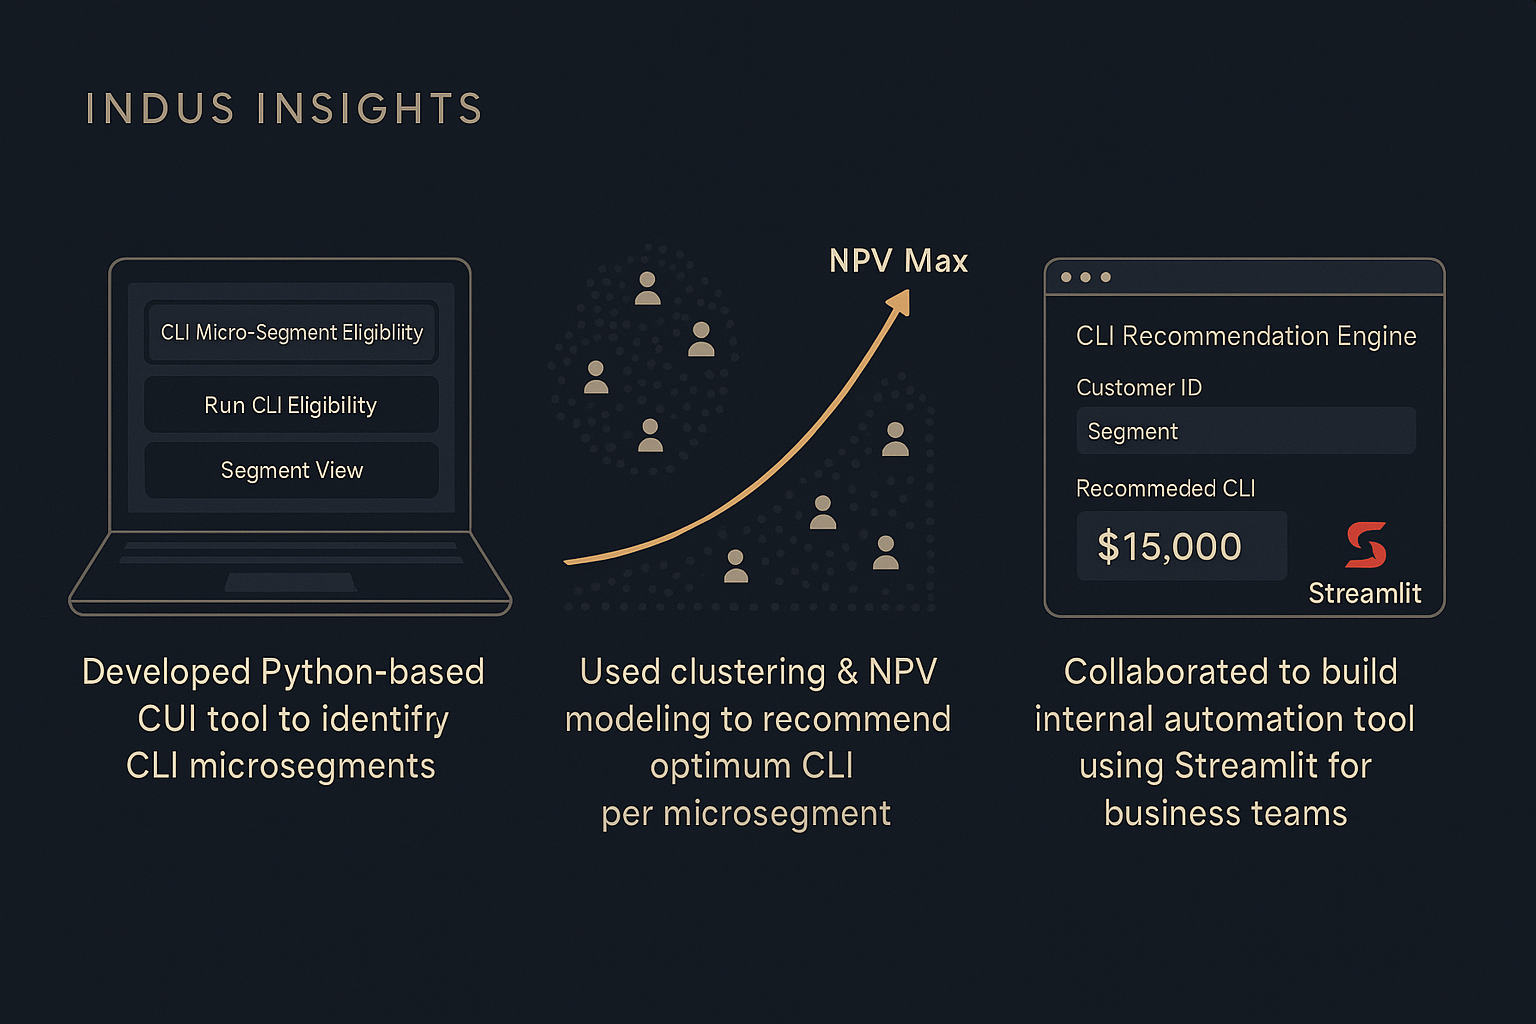 INDUS INSIGHTS
CLI Micro-Segment Eligibliity
Run CLI Eligibility
Segment View
Developed Python-based
CUI tool to identifry
CLI microsegments
NPV Max
Used clustering & NPV
modeling to recommend
optimum CLI
per microsegment
CLI Recommendation Engine
Customer ID
Segment
Recommeded CLI
$15,000
Streamlit
Collaborated to build
internal automation tool
using Streamlit for
business teams